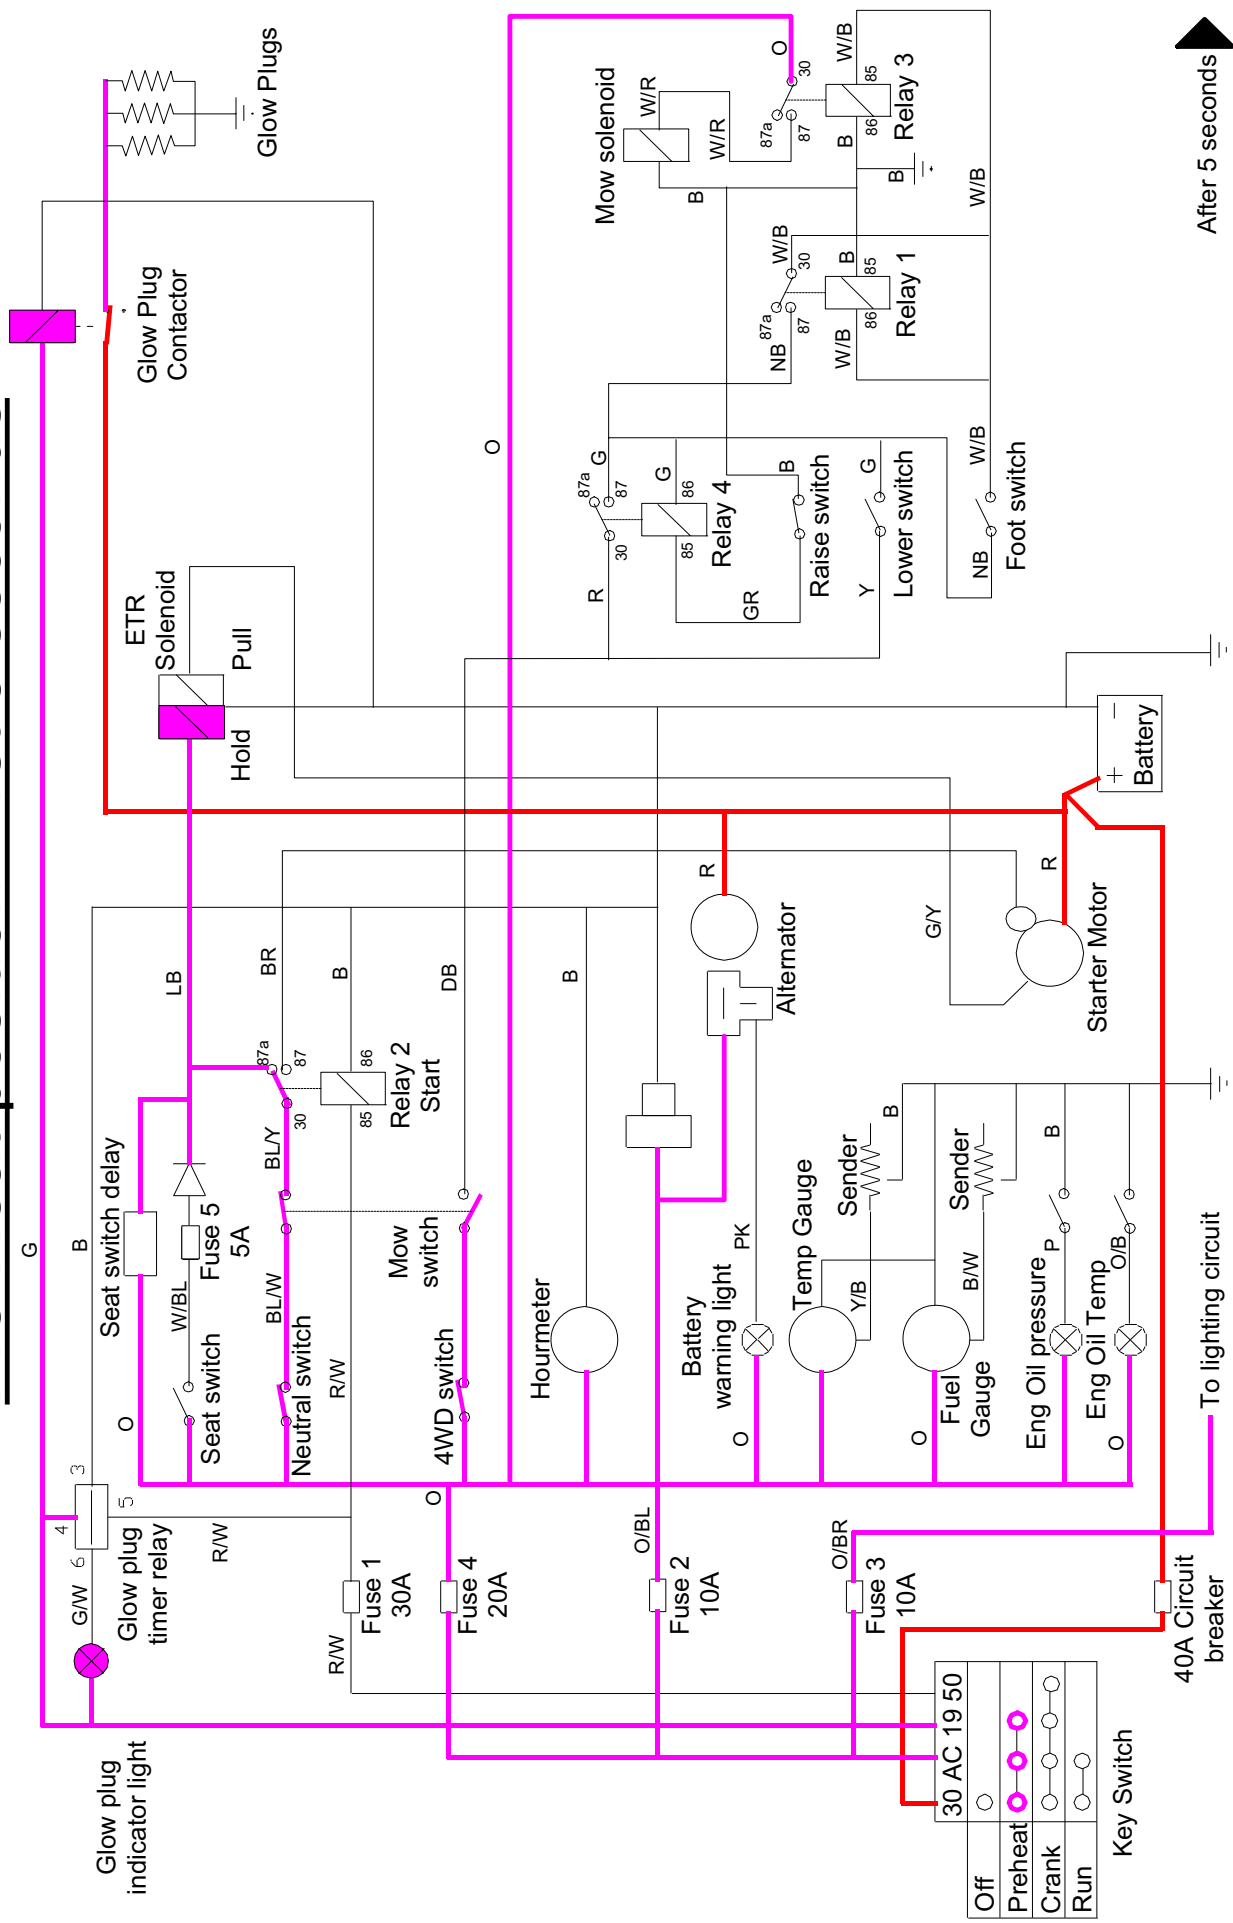 Glow Plugs
Glow Plug
Contactor
G
ETR
Solenoid
Pull
Hold
LB
BR
B
B
DB
B
O
Seat switch delay
W/BL
Fuse 5
5A
Seat switch
O
87a
87
30
86
85
Relay 2
Start
BL/Y
BL/W
Neutral switch
R/W
Mow
switch
4WD switch
Hourmeter
3
4
5
6
G/W
Glow plug
timer relay
R/W
Glow plug
indicator light
R/W
Fuse 1
30A
O
Fuse 4
20A
O/BL
Fuse 2
10A
O/BR
Fuse 3
10A
Battery
warning light
PK
O
Alternator
R
Temp Gauge
Y/B
Sender
B
Fuel
Gauge
O
B/W
Sender
Eng Oil pressure
P
B
Eng Oil Temp
O/B
O
To lighting circuit
40A Circuit
breaker
G/Y
R
Starter Motor
+
-
Battery
Mow solenoid
W/R
W/R
B
O
30
87a
87
W/B
85
86
B
Relay 3
B
W/B
W/B
30
87a
87
NB
B
85
86
W/B
Relay 1
87a
87
G
30
R
G
86
85
Relay 4
GR
B
Raise switch
G
Y
Lower switch
W/B
NB
Foot switch
After 5 seconds
30 AC 19 50
Off
Preheat
Crank
Run
Key Switch